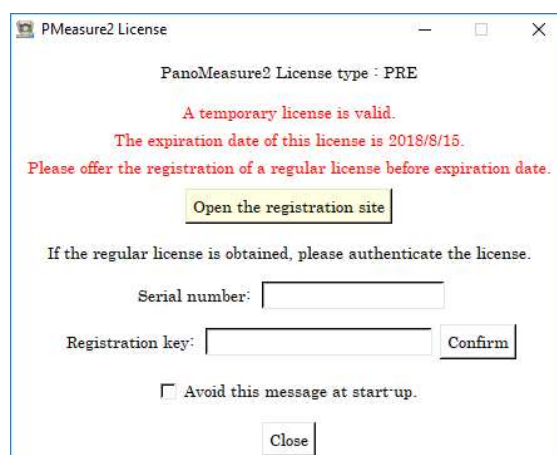 PMeasure2 License
PanoMeasure2 License type : PRE
A temporary license is valid.
The expiration date of this license is 2018/8/15.
Please offer the registration of a regular license before expiration date.
Open the registration site
If the regular license is obtained, please authenticate the license.
Serial number:
Registration key:
Confirm
Avoid this message at start-up.
Close